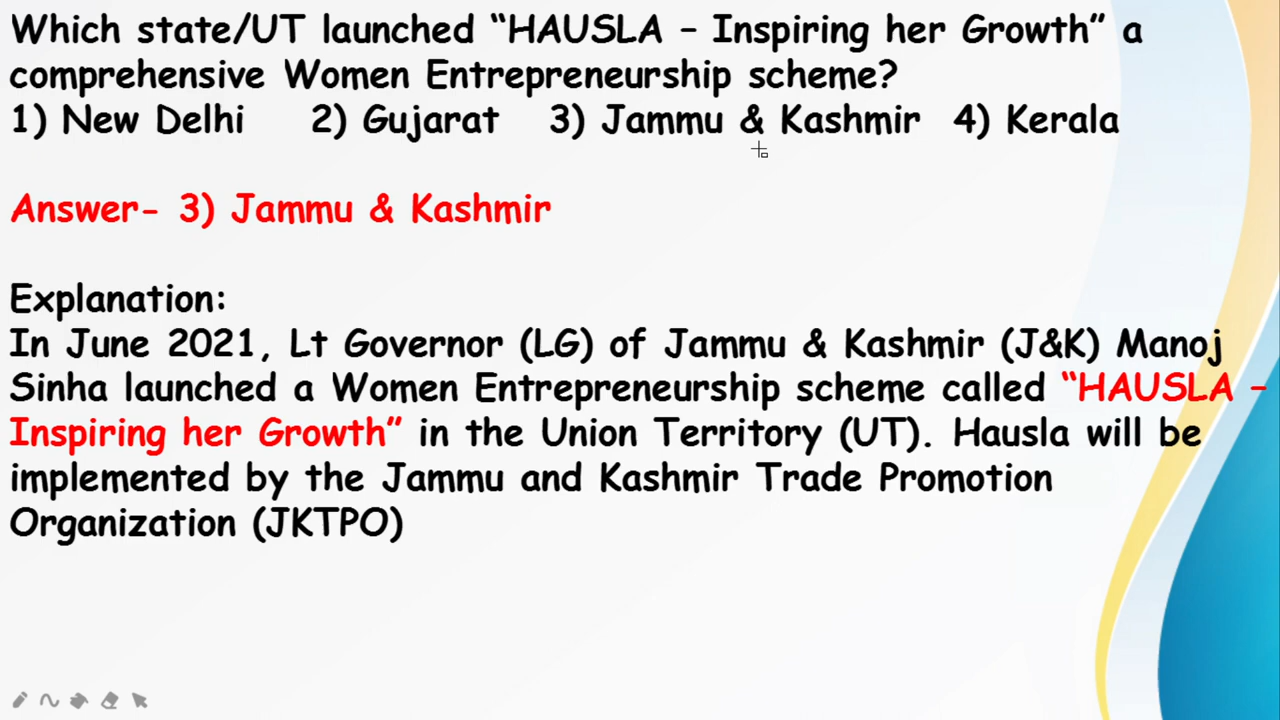 Which state/UT launched “HAUSLA – Inspiring her Growth” a
comprehensive Women Entrepreneurship scheme?
1) New Delhi 2) Gujarat 3) Jammu & Kashmir 4) Kerala
Answer- 3) Jammu & Kashmir
Explanation:
In June 2021, Lt Governor (LG) of Jammu & Kashmir (J&K) Manoj
Sinha launched a Women Entrepreneurship scheme called “HAUSLA –
Inspiring her Growth” in the Union Territory (UT). Hausla will be
implemented by the Jammu and Kashmir Trade Promotion
Organization (JKTPO)